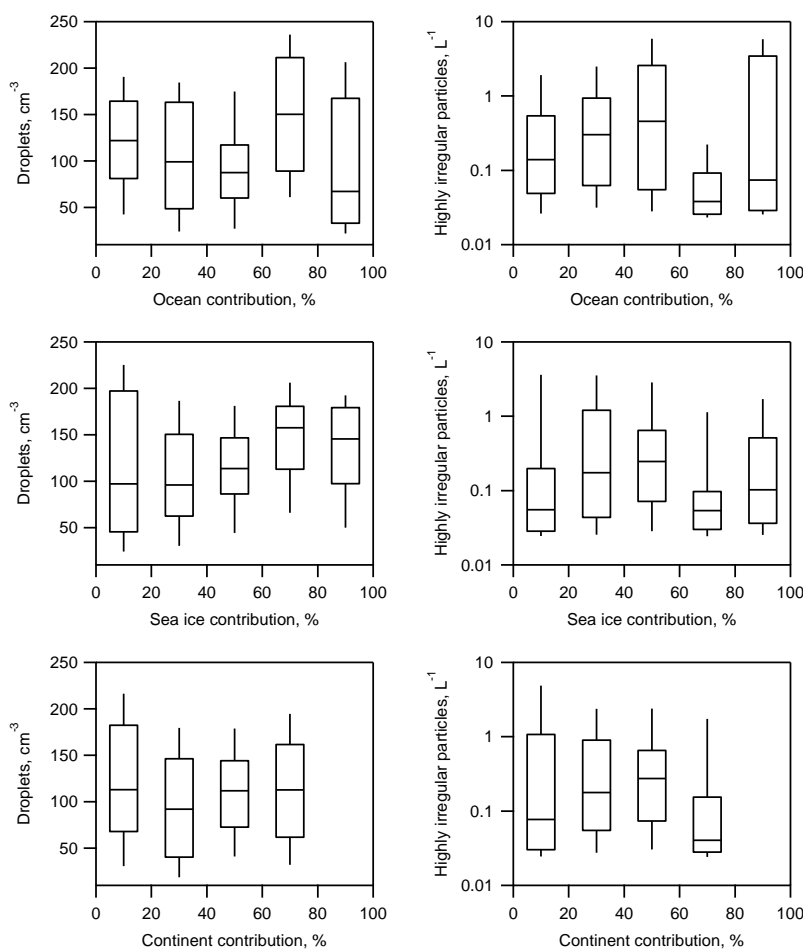 250
200
150
100
50
Droplets, cm-3
0 20 40 60 80 100
Ocean contribution, %
10
1
0.1
0.01
Highly irregular particles, L-1
0 20 40 60 80 100
Ocean contribution, %
250
200
150
100
50
Droplets, cm-3
0 20 40 60 80 100
Sea ice contribution, %
10
1
0.1
0.01
Highly irregular particles, L-1
0 20 40 60 80 100
Sea ice contribution, %
250
200
150
100
50
Droplets, cm-3
0 20 40 60 80 100
Continent contribution, %
10
1
0.1
0.01
Highly irregular particles, L-1
0 20 40 60 80 100
Continent contribution, %